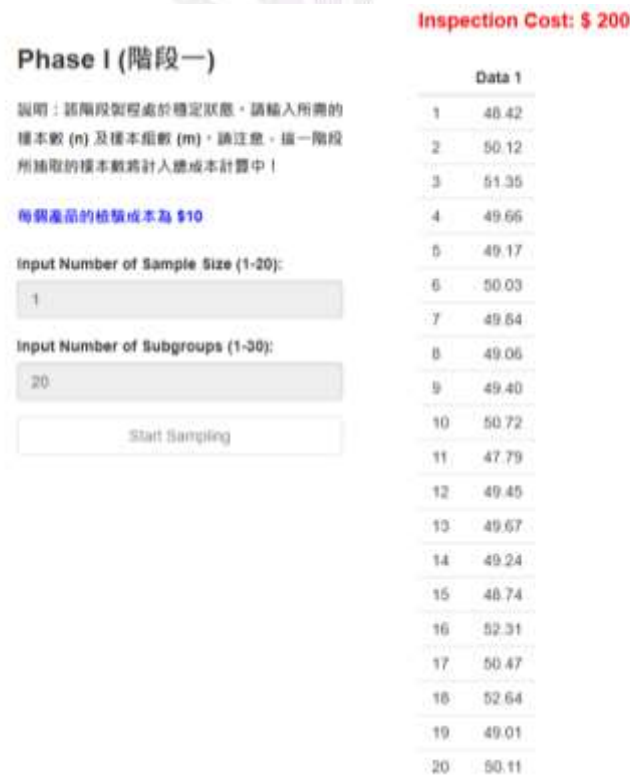 Inspection Cost: $ 200
Phase I (階段一)
說明：該階段製程處於穩定狀態，請輸入所需的
樣本數 (n) 及樣本組數 (m)，請注意，這一階段
所抽取的樣本數將計入總成本計算中！
每個產品的檢驗成本為 $10
Input Number of Sample Size (1-20):
1
Input Number of Subgroups (1-30):
20
Start Sampling
Data 1
1 48.42
2 50.12
3 51.35
4 49.66
5 49.17
6 50.03
7 49.84
8 49.06
9 49.40
10 50.72
11 47.79
12 49.45
13 49.67
14 49.24
15 48.74
16 52.31
17 50.47
18 52.64
19 49.01
20 50.11